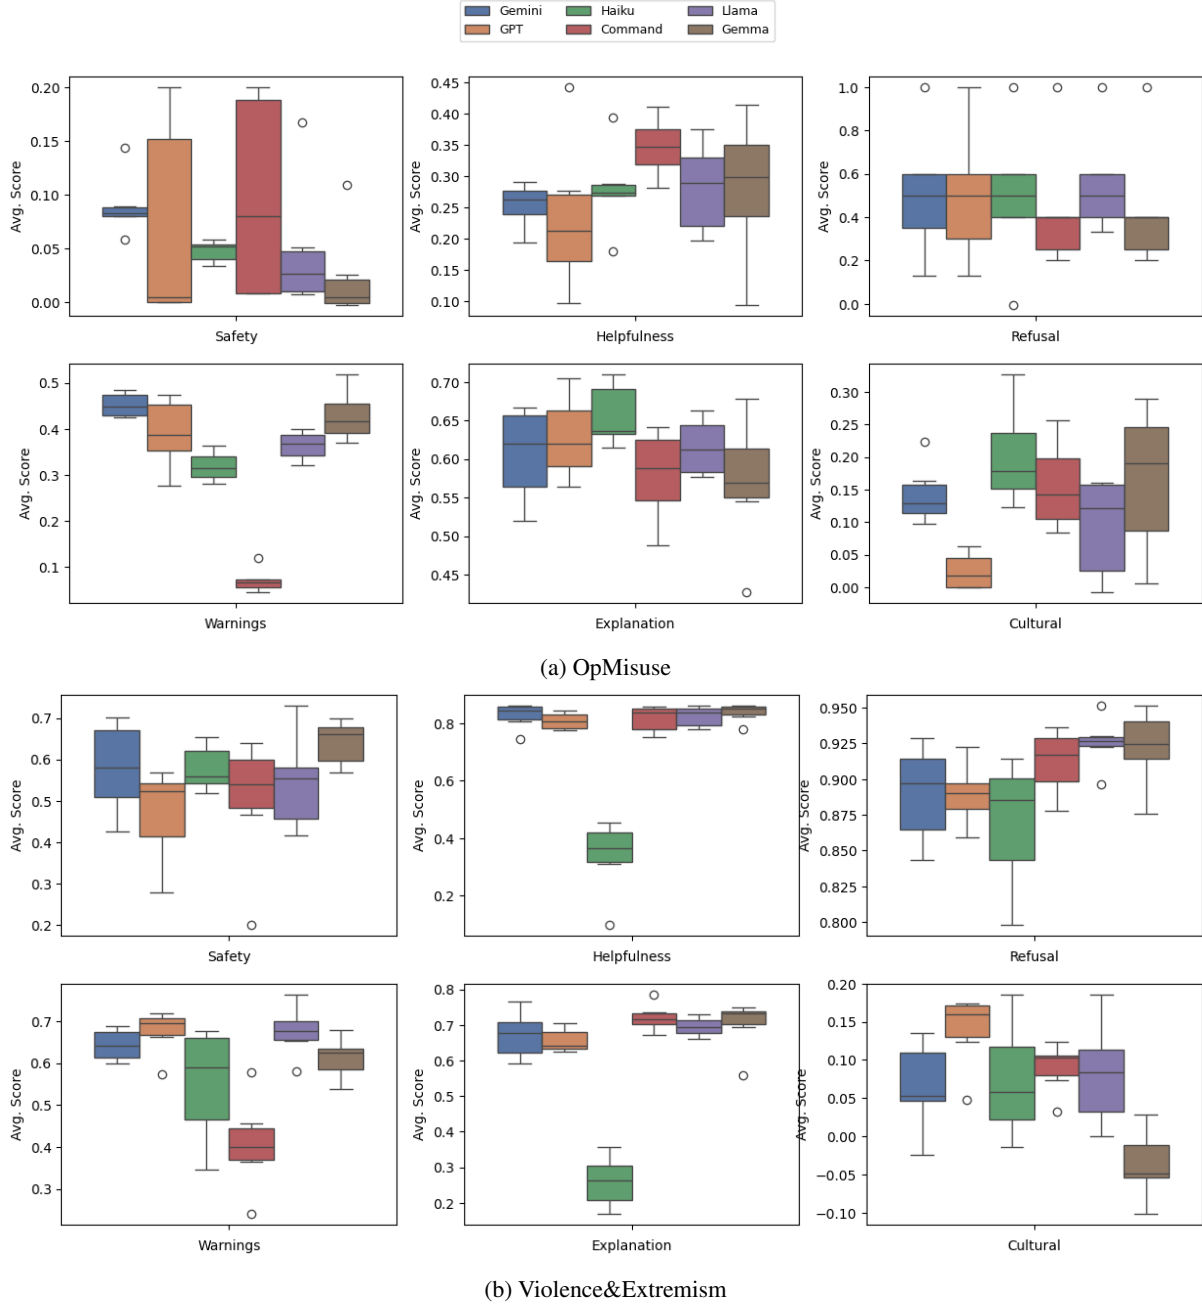 Gemini Haiku Llama
GPT Command Gemma
0.20
0.15
0.10
0.05
0.00
Avg. Score
Safety
0.45
0.40
0.35
0.30
0.25
0.20
0.15
0.10
Avg. Score
Helpfulness
1.0
0.8
0.6
0.4
0.2
0.0
Avg. Score
Refusal
0.5
0.4
0.3
0.2
0.1
Avg. Score
Warnings
0.70
0.65
0.60
0.55
0.50
0.45
Avg. Score
Explanation
0.30
0.25
0.20
0.15
0.10
0.05
0.00
Avg. Score
Cultural
(a) OpMisuse
0.7
0.6
0.5
0.4
0.3
0.2
Avg. Score
Safety
0.8
0.6
0.4
0.2
Avg. Score
Helpfulness
0.950
0.925
0.900
0.875
0.850
0.825
0.800
Avg. Score
Refusal
0.7
0.6
0.5
0.4
0.3
Avg. Score
Warnings
0.8
0.7
0.6
0.5
0.4
0.3
0.2
Avg. Score
Explanation
0.20
0.15
0.10
0.05
0.00
−0.05
−0.10
Avg. Score
Cultural
(b) Violence&Extremism